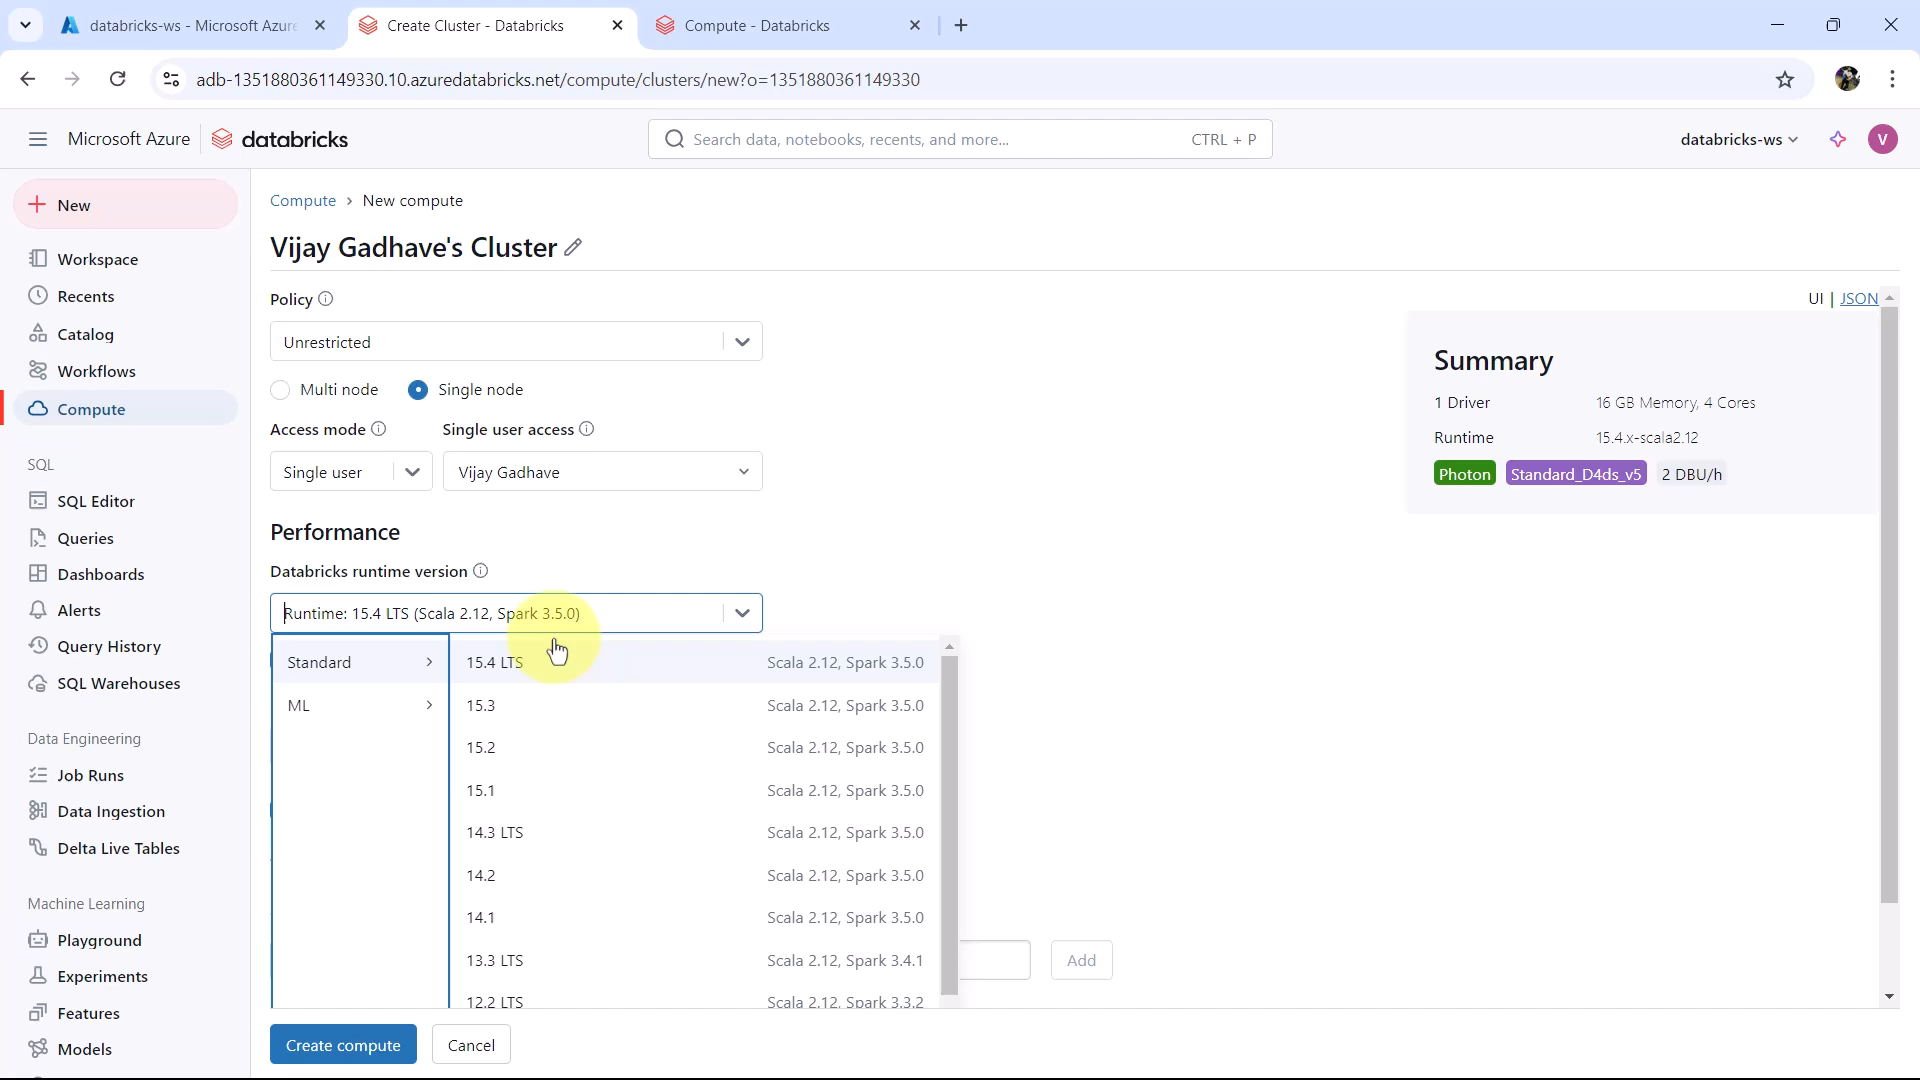 databricks-ws - Microsoft Azure
Create Cluster - Databricks
Compute - Databricks
adb-1351880361149330.10.azuredatabricks.net/compute/clusters/new?o=1351880361149330
Microsoft Azure
databricks
Search data, notebooks, recents, and more...
CTRL + P
databricks-ws
V
New
Workspace
Recents
Catalog
Workflows
Compute
SQL
SQL Editor
Queries
Dashboards
Alerts
Query History
SQL Warehouses
Data Engineering
Job Runs
Data Ingestion
Delta Live Tables
Machine Learning
Playground
Experiments
Features
Models
Compute > New compute
Vijay Gadhave's Cluster
UI | JSON
Policy
Unrestricted
Multi node Single node
Access mode Single user access
Single user Vijay Gadhave
Performance
Databricks runtime version
Runtime: 15.4 LTS (Scala 2.12, Spark 3.5.0)
Standard
ML
15.4 LTS Scala 2.12, Spark 3.5.0
15.3 Scala 2.12, Spark 3.5.0
15.2 Scala 2.12, Spark 3.5.0
15.1 Scala 2.12, Spark 3.5.0
14.3 LTS Scala 2.12, Spark 3.5.0
14.2 Scala 2.12, Spark 3.5.0
14.1 Scala 2.12, Spark 3.5.0
13.3 LTS Scala 2.12, Spark 3.4.1
12.2 LTS Scala 2.12, Spark 3.3.2
Add
Create compute Cancel
Summary
1 Driver 16 GB Memory, 4 Cores
Runtime 15.4.x-scala2.12
Photon Standard_D4ds_v5 2 DBU/h